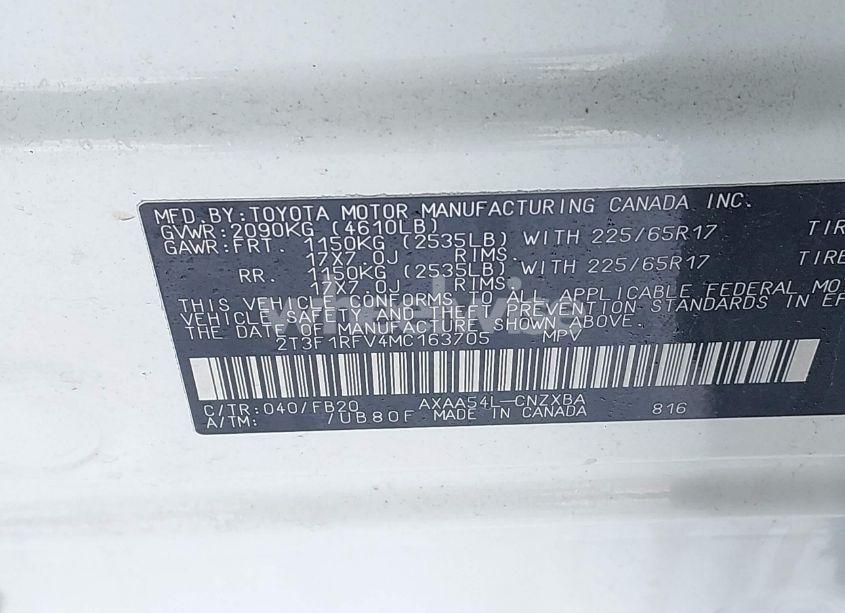 MFD. BY: TOYOTA MOTOR MANUFACTURING CANADA INC.
GVWR: 2090KG (4610LB)
GAWR: FRT. 1150KG (2535LB) WITH 225/65R17 TIR
17X7.0J RIMS.
RR. 1150KG (2535LB) WITH 225/65R17 TIRE
17X7.0J RIMS.
THIS VEHICLE CONFORMS TO ALL APPLICABLE FEDERAL MO
VEHICLE SAFETY AND THEFT PREVENTION STANDARDS IN EF
THE DATE OF MANUFACTURE SHOWN ABOVE.
2T3F1RFV4MC163705 MPV
C/TR: 040/FB20 AXAA54L-CNZXBA 816
A/TM: /UB80F MADE IN CANADA